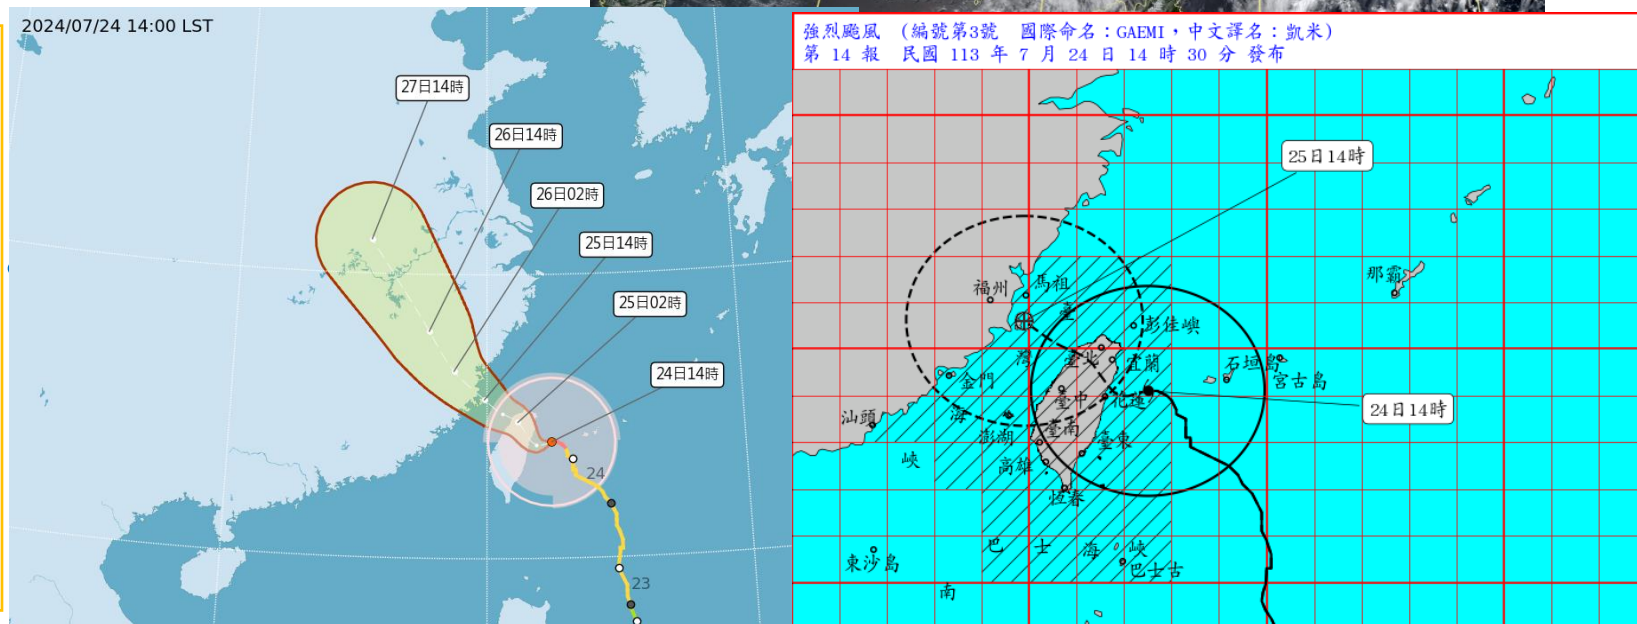 2024/07/24 14:00 LST
27日14時
26日14時
26日02時
25日14時
25日02時
24日14時
24
23
強烈颱風 (編號第3號 國際命名：GAEMI，中文譯名：凱米)
第 14 報 民國 113 年 7 月 24 日 14 時 30 分 發布
25日14時
那霸
福州
馬祖
臺
彭佳嶼
灣
臺北
宜蘭
石垣島
宮古島
金門
臺中
花蓮
24日14時
海
汕頭
澎湖
臺南
臺東
峽
高雄
恆春
巴 士 海 峽
東沙島
巴士古
南